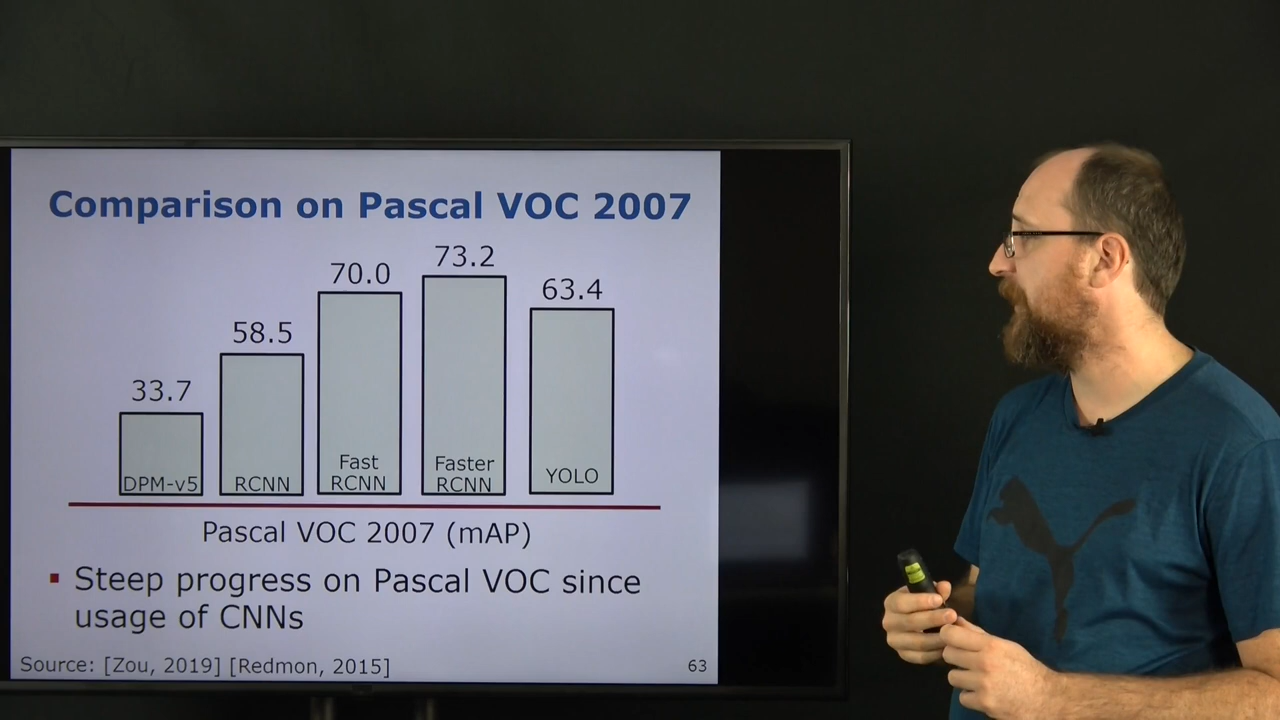 Comparison on Pascal VOC 2007
33.7
58.5
70.0
73.2
63.4
DPM-v5
RCNN
Fast
RCNN
Faster
RCNN
YOLO
Pascal VOC 2007 (mAP)
Steep progress on Pascal VOC since
usage of CNNs
Source: [Zou, 2019] [Redmon, 2015]
63